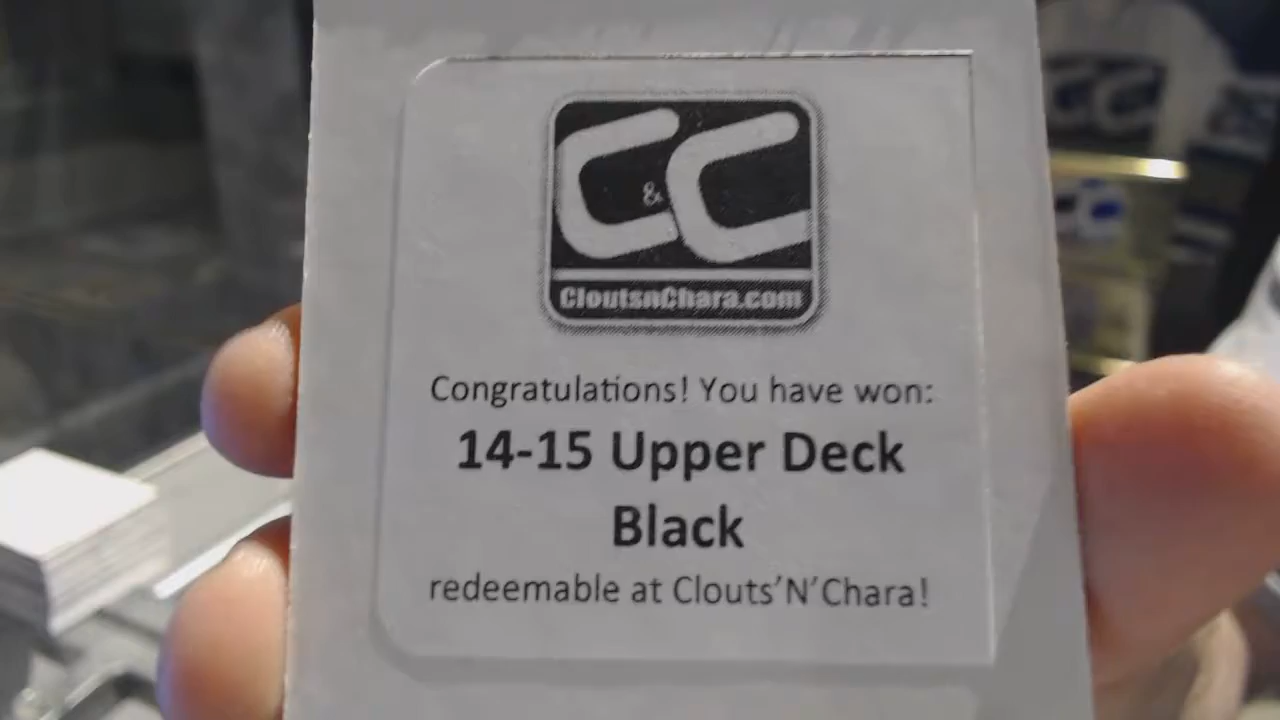 C & C
CloutsnChara.com
Congratulations! You have won:
14-15 Upper Deck
Black
redeemable at Clouts'N'Chara!